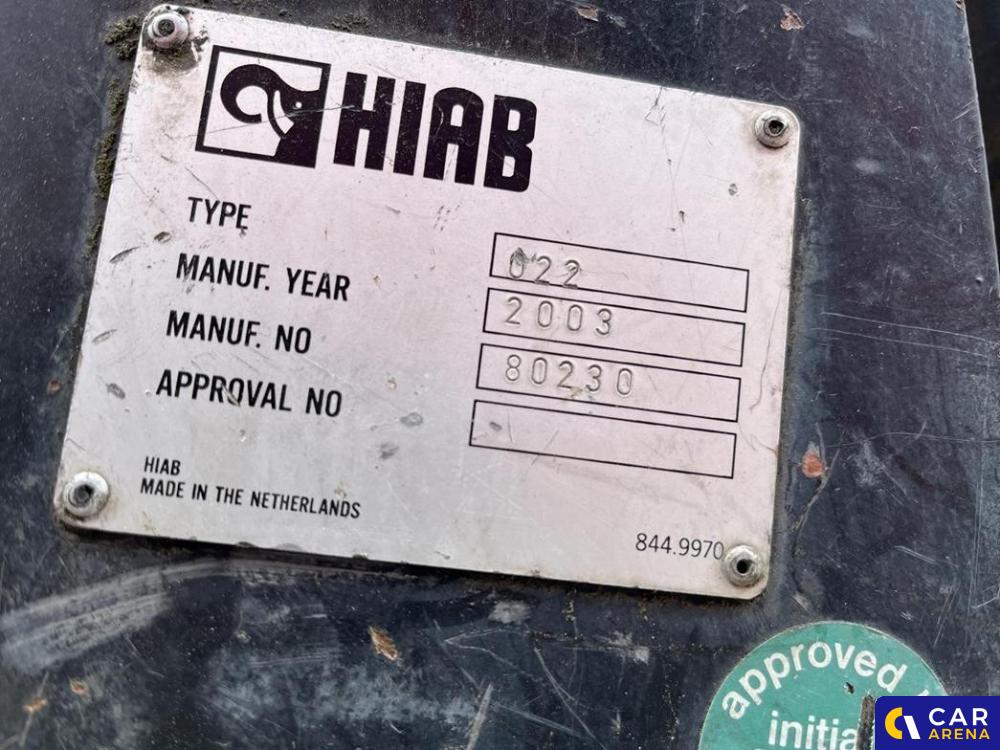 HIAB
TYPE 022
MANUF. YEAR 2003
MANUF. NO 80230
APPROVAL NO
HIAB
MADE IN THE NETHERLANDS
844.9970
approved
initia
CAR
ARENA